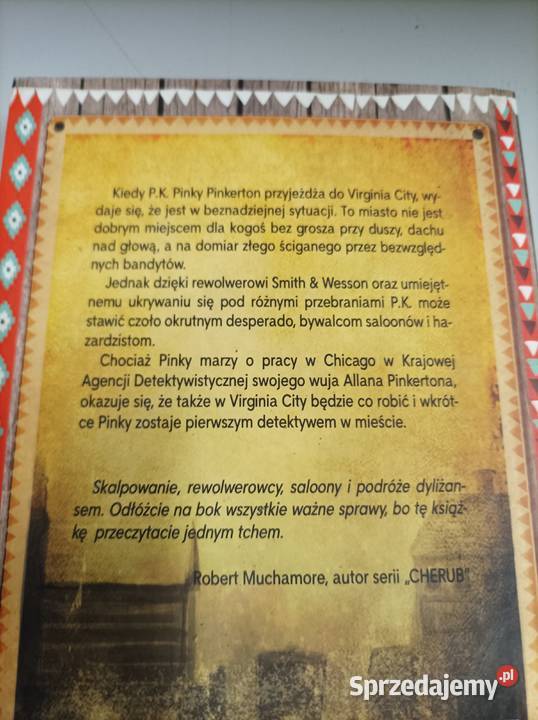 Kiedy P.K. Pinky Pinkerton przyjeżdża do Virginia City, wy-
daje się, że jest w beznadziejnej sytuacji. To miasto nie jest
dobrym miejscem dla kogoś bez grosza przy duszy, dachu
nad głową, a na domiar złego ściganego przez bezwzględ-
nych bandytów.
Jednak dzięki rewolwerowi Smith & Wesson oraz umiejęt-
nemu ukrywaniu się pod różnymi przebraniami P.K. może
stawić czoło okrutnym desperado, bywalcom saloonów i ha-
zardzistom.
Chociaż Pinky marzy o pracy w Chicago w Krajowej
Agencji Detektywistycznej swojego wuja Allana Pinkertona,
okazuje się, że także w Virginia City będzie co robić i wkrót-
ce Pinky zostaje pierwszym detektywem w mieście.
Skalpowanie, rewolwerowcy, saloony i podróże dyliżan-
sem. Odłóżcie na bok wszystkie ważne sprawy, bo tę książ-
kę przeczytacie jednym tchem.
Robert Muchamore, autor serii „CHERUB"
Sprzedajemy.pl